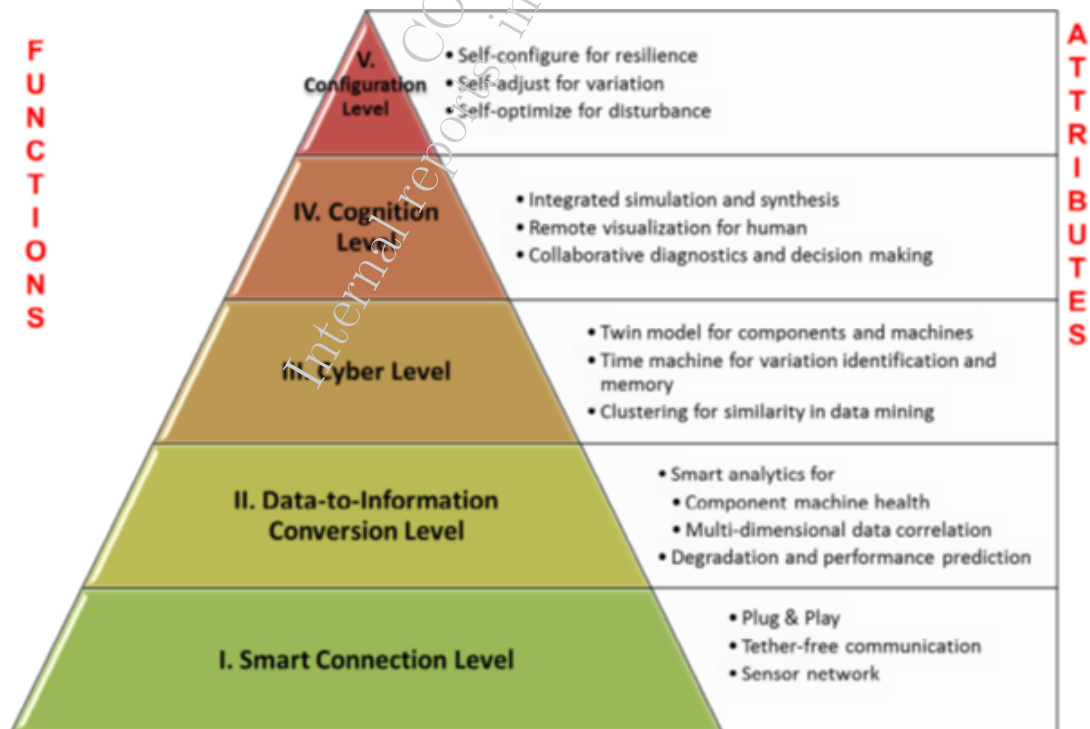 FUNCTIONS
ATTRIBUTES
V.
Configuration
Level
• Self-configure for resilience
• Self-adjust for variation
• Self-optimize for disturbance
IV. Cognition
Level
• Integrated simulation and synthesis
• Remote visualization for human
• Collaborative diagnostics and decision making
III. Cyber Level
• Twin model for components and machines
• Time machine for variation identification and
memory
• Clustering for similarity in data mining
II. Data-to-Information
Conversion Level
• Smart analytics for
• Component machine health
• Multi-dimensional data correlation
• Degradation and performance prediction
I. Smart Connection Level
• Plug & Play
• Tether-free communication
• Sensor network
Internal reports, in
CO